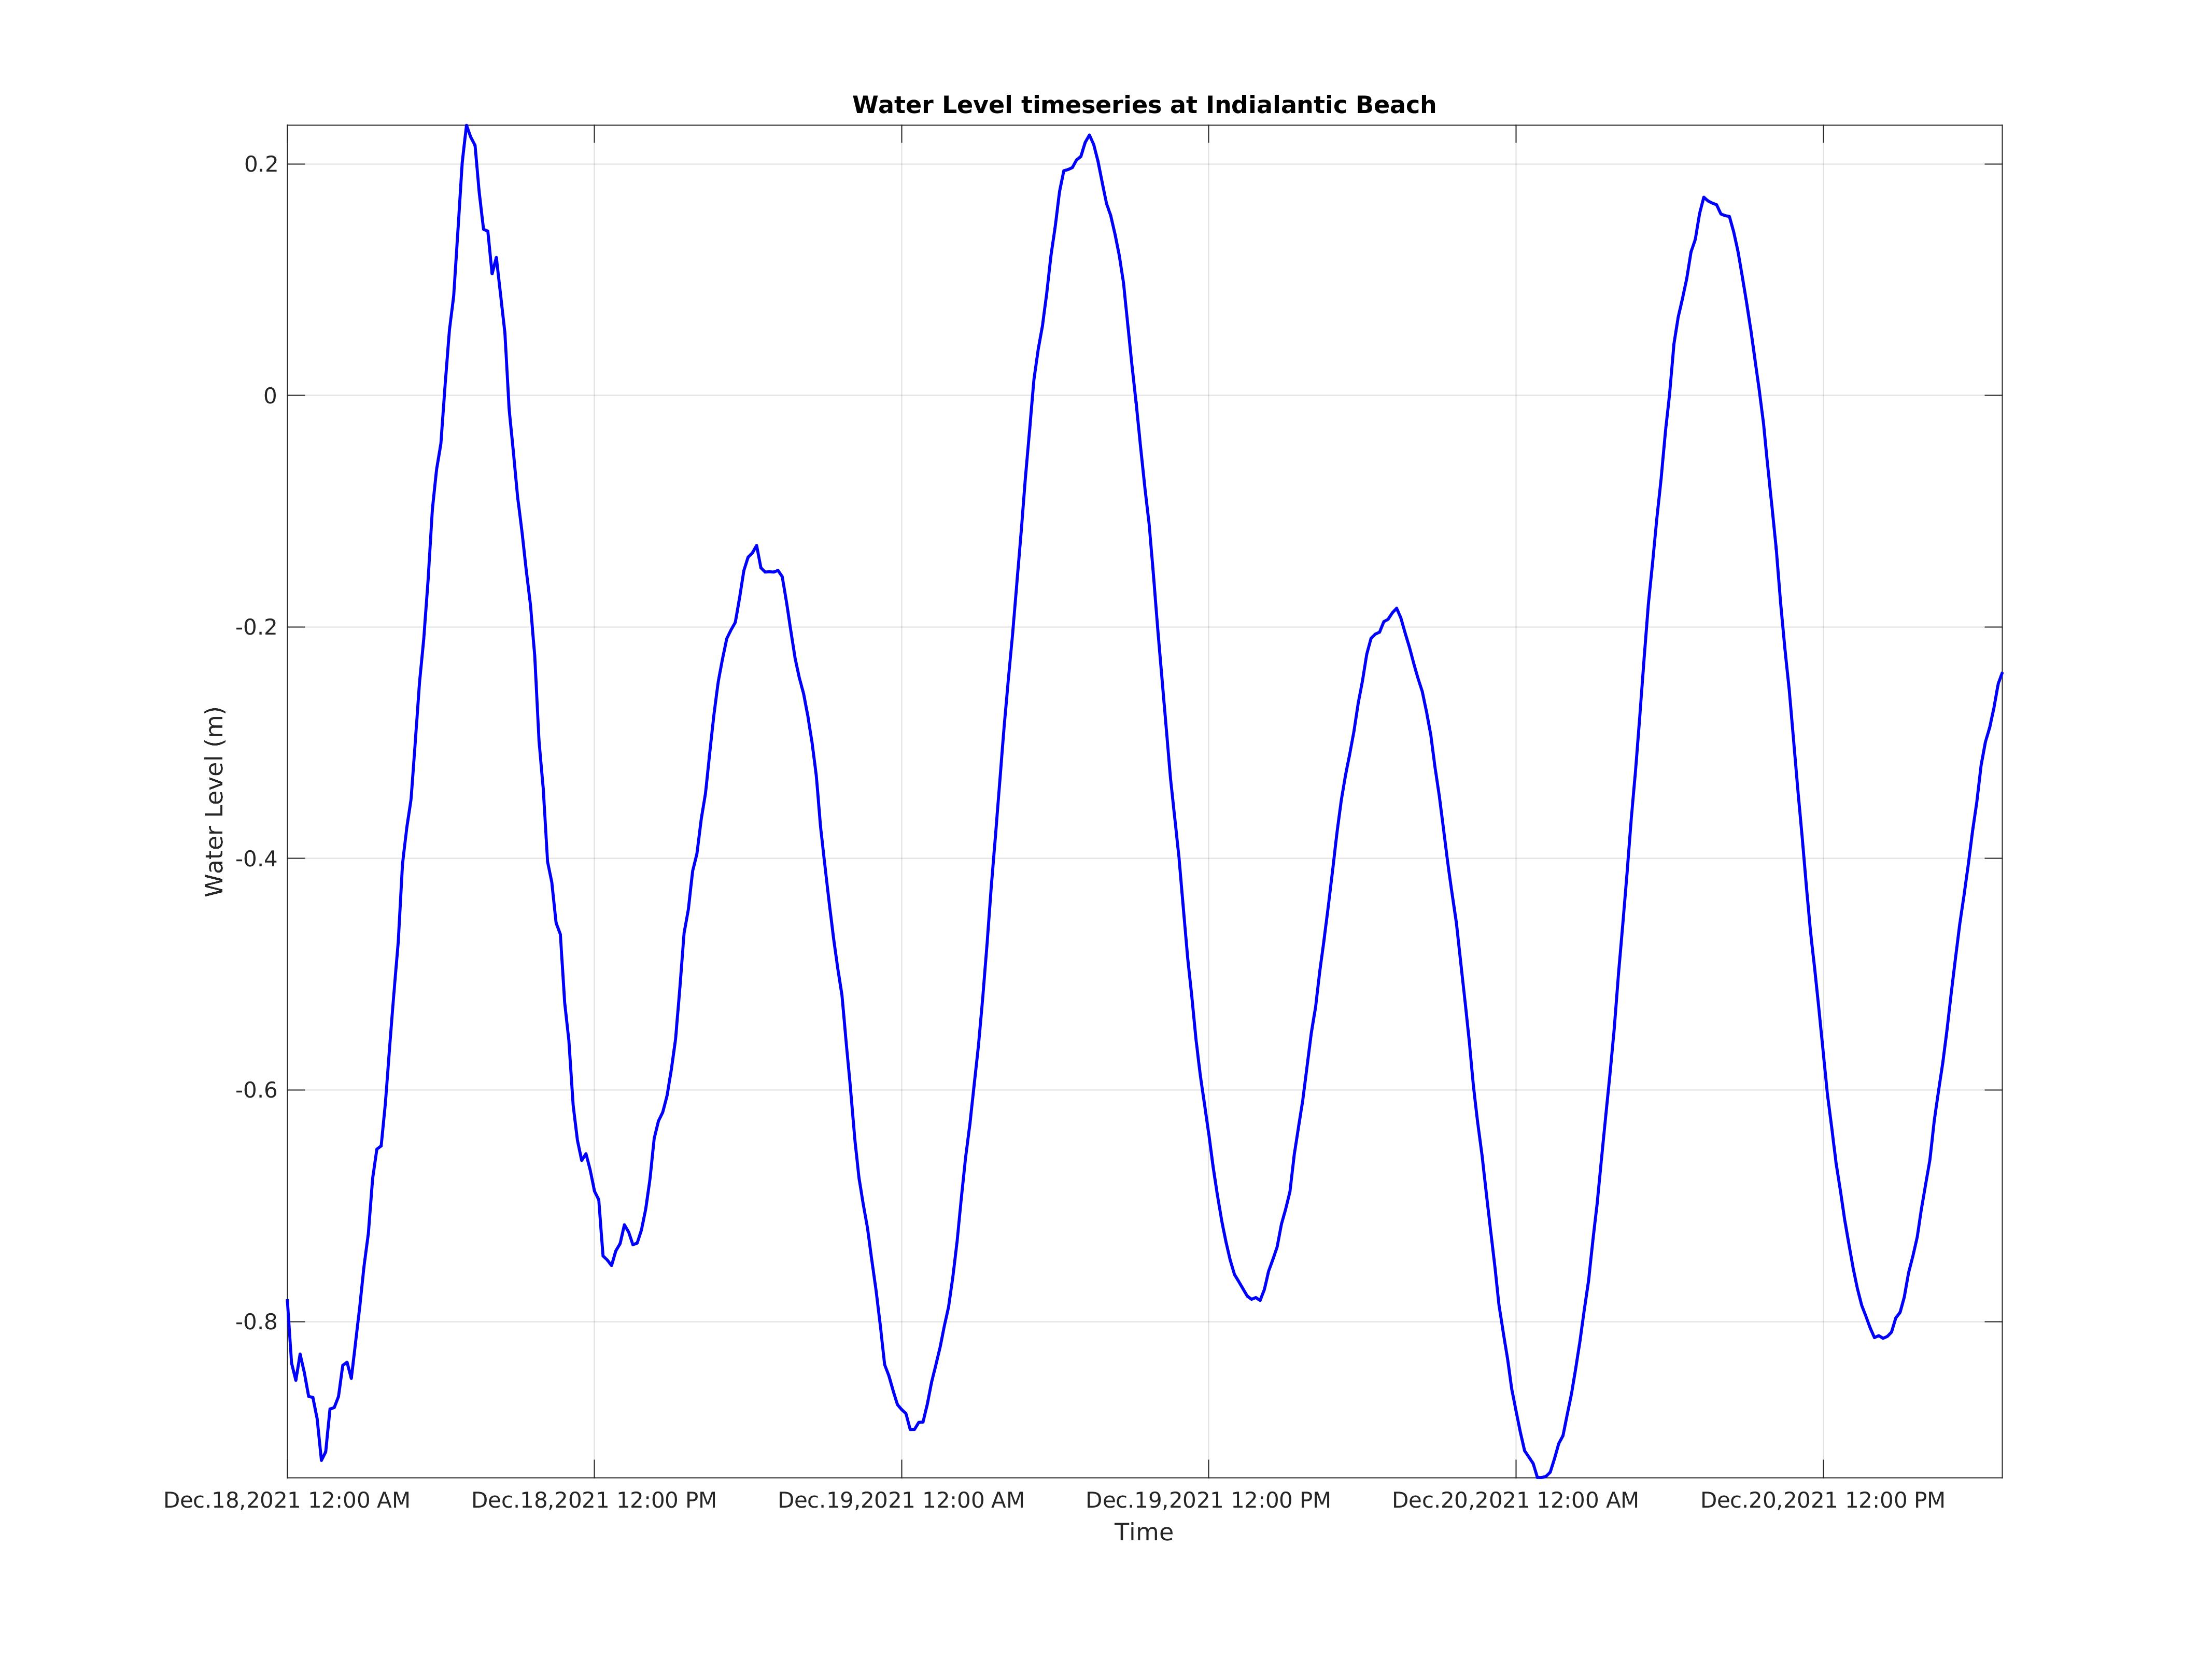 Water Level timeseries at Indialantic Beach
0.2
0
-0.2
-0.4
-0.6
-0.8
Water Level (m)
Dec.18,2021 12:00 AM
Dec.18,2021 12:00 PM
Dec.19,2021 12:00 AM
Dec.19,2021 12:00 PM
Dec.20,2021 12:00 AM
Dec.20,2021 12:00 PM
Time